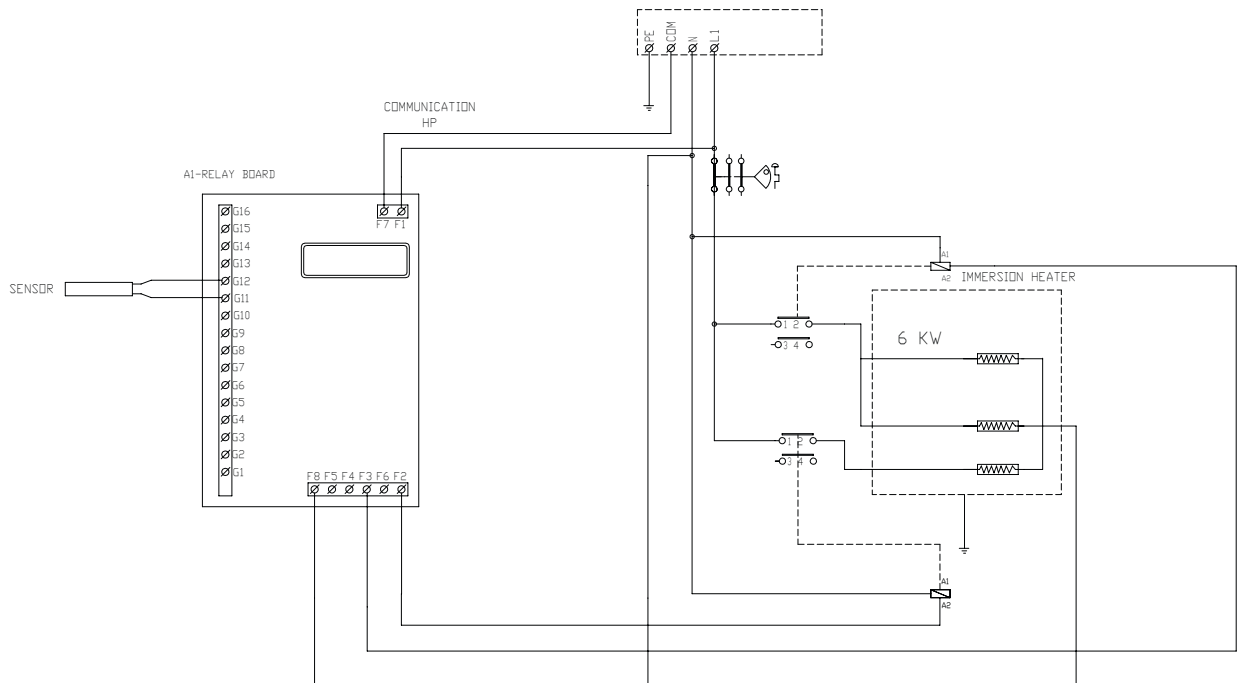 PE
COM
N
L1
COMMUNICATION
HP
A1-RELAY BOARD
F7 F1
G16
G15
G14
G13
G12
G11
G10
G9
G8
G7
G6
G5
G4
G3
G2
G1
SENSOR
F8 F5 F4 F3 F6 F2
A1
A2 IMMERSION HEATER
1 2
3 4
6 KW
1 2
3 4
A1
A2